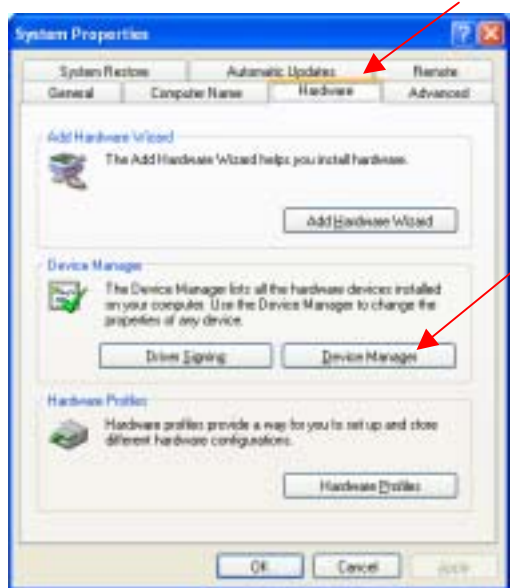 System Properties
System Restore Automatic Updates Remote
General Computer Name Hardware Advanced
Add Hardware Wizard
The Add Hardware Wizard helps you install hardware.
Add Hardware Wizard
Device Manager
The Device Manager lists all the hardware devices installed
on your computer. Use the Device Manager to change the
properties of any device.
Driver Signing Device Manager
Hardware Profiles
Hardware profiles provide a way for you to set up and store
different hardware configurations.
Hardware Profiles
OK Cancel Apply